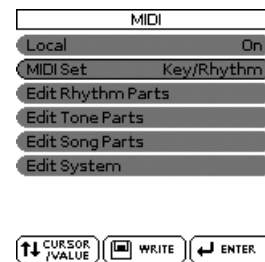 MIDI
Local On
MIDI Set Key/Rhythm
Edit Rhythm Parts
Edit Tone Parts
Edit Song Parts
Edit System
CURSOR /VALUE WRITE ENTER